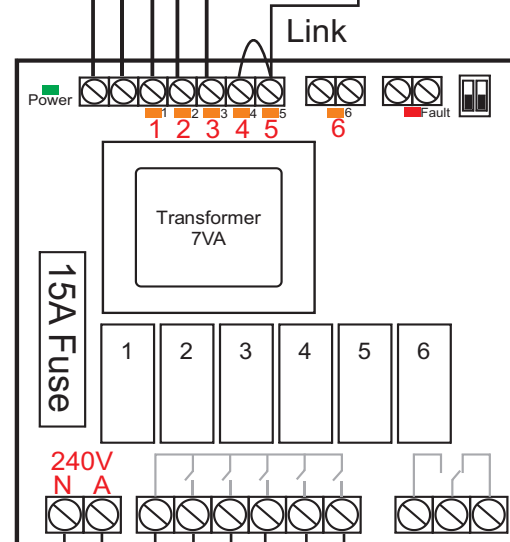 Link
Power
1 2 3 4 5 6
Fault
1 2 3 4 5 6
Transformer
7VA
15A Fuse
1 2 3 4 5 6
240V
N A